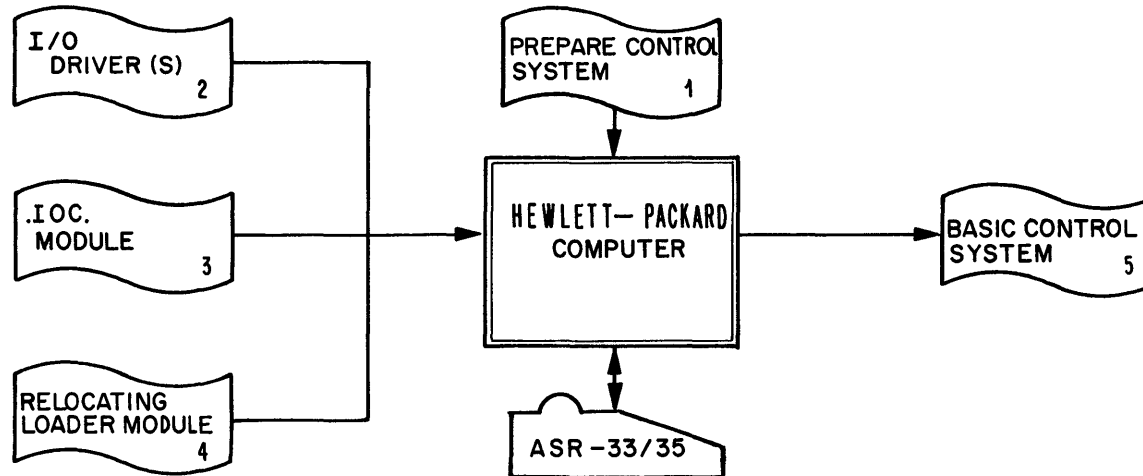 I/O
DRIVER (S)
2
PREPARE CONTROL
SYSTEM
1
.IOC.
MODULE
3
HEWLETT- PACKARD
COMPUTER
BASIC CONTROL
SYSTEM
5
RELOCATING
LOADER MODULE
4
ASR-33/35